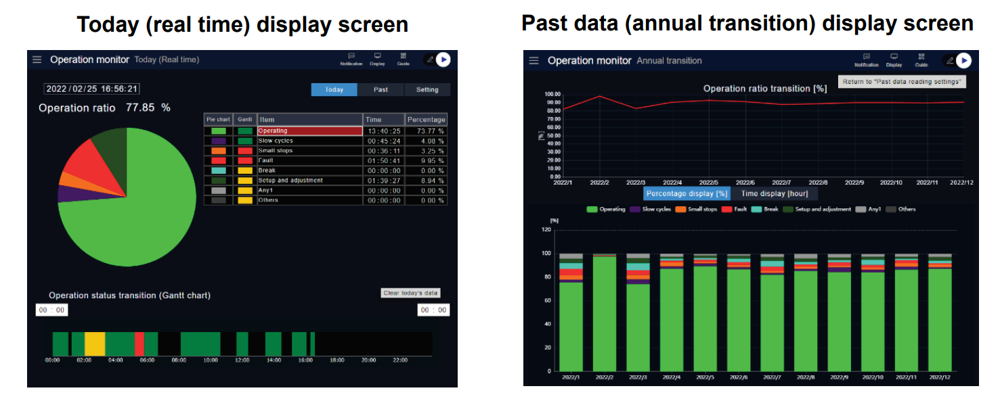 Today (real time) display screen
Operation monitor Today (Real time)
Notification Display Guide
2022/02/25 16:56:21
Today Past Setting
Operation ratio 77.85 %
Pie chart Gantt Item Time Percentage
Operating 13:40:25 73.77 %
Slow cycles 00:45:24 4.08 %
Small stops 00:36:11 3.25 %
Fault 01:50:41 9.95 %
Break 00:00:00 0.00 %
Setup and adjustment 01:39:27 8.94 %
Any1 00:00:00 0.00 %
Others 00:00:00 0.00 %
Operation status transition (Gantt chart)
Clear today's data
00 : 00
00 : 00
00:00 02:00 04:00 06:00 08:00 10:00 12:00 14:00 16:00 18:00 20:00 22:00
Past data (annual transition) display screen
Operation monitor Annual transition
Notification Display Guide
Return to "Past data reading settings"
Operation ratio transition [%]
100.00
90.00
80.00
70.00
60.00
50.00
40.00
30.00
20.00
10.00
0.00
[%]
2022/1 2022/2 2022/3 2022/4 2022/5 2022/6 2022/7 2022/8 2022/9 2022/10 2022/11 2022/12
Percentage display [%] Time display [hour]
Operating Slow cycles Small stops Fault Break Setup and adjustment Any1 Others
[%]
120
100
80
60
40
20
0
2022/1 2022/2 2022/3 2022/4 2022/5 2022/6 2022/7 2022/8 2022/9 2022/10 2022/11 2022/12